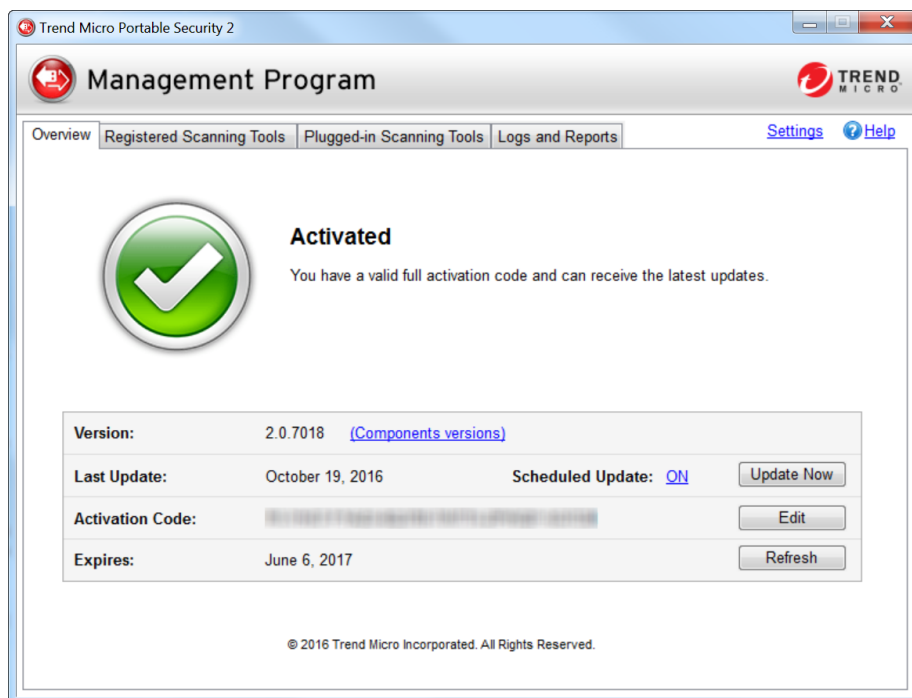 Trend Micro Portable Security 2
Management Program
TREND
MICRO
Overview Registered Scanning Tools Plugged-in Scanning Tools Logs and Reports Settings Help
Activated
You have a valid full activation code and can receive the latest updates.
Version: 2.0.7018 (Components versions)
Last Update: October 19, 2016 Scheduled Update: ON Update Now
Activation Code: Edit
Expires: June 6, 2017 Refresh
© 2016 Trend Micro Incorporated. All Rights Reserved.